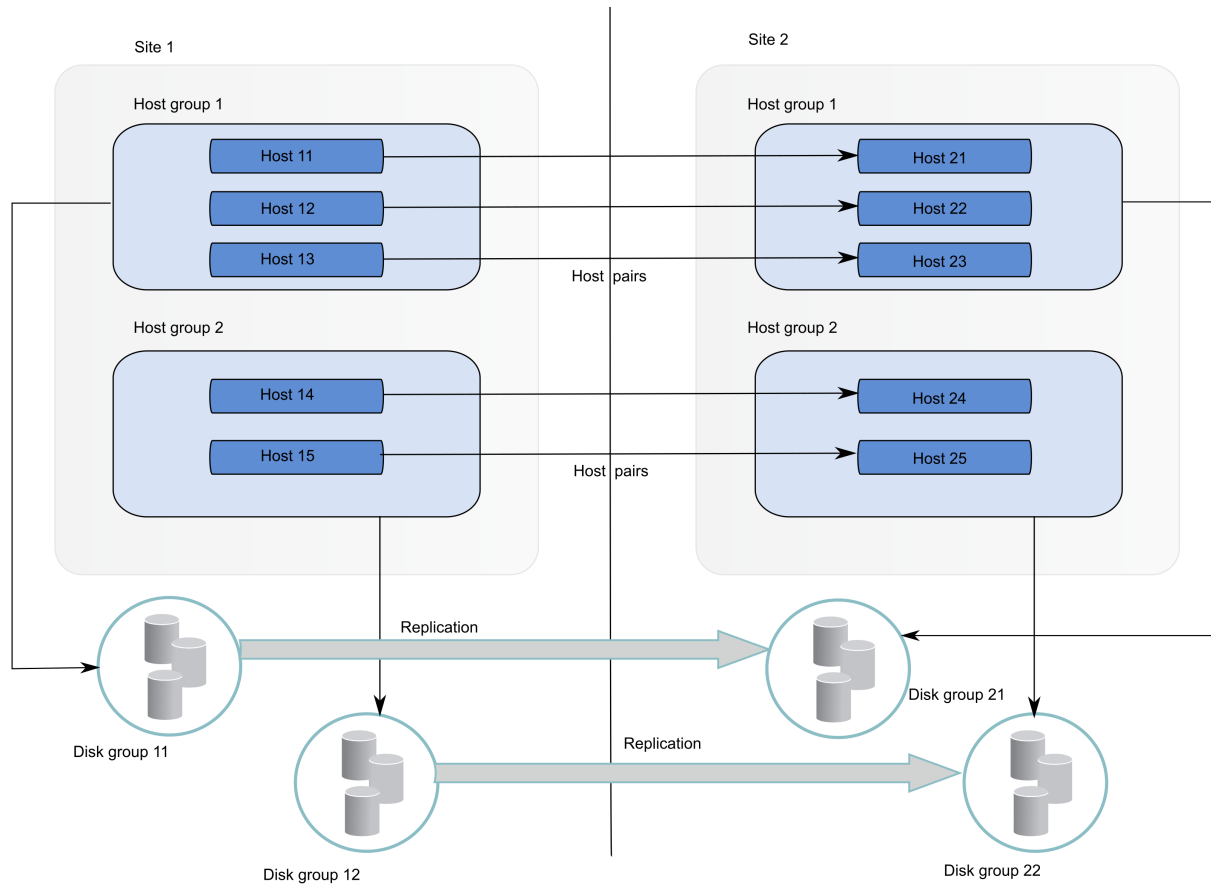 Site 1
Site 2
Host group 1
Host group 1
Host 11
Host 21
Host 12
Host 22
Host 13
Host 23
Host pairs
Host group 2
Host group 2
Host 14
Host 24
Host 15
Host 25
Host pairs
Replication
Disk group 21
Disk group 11
Replication
Disk group 12
Disk group 22